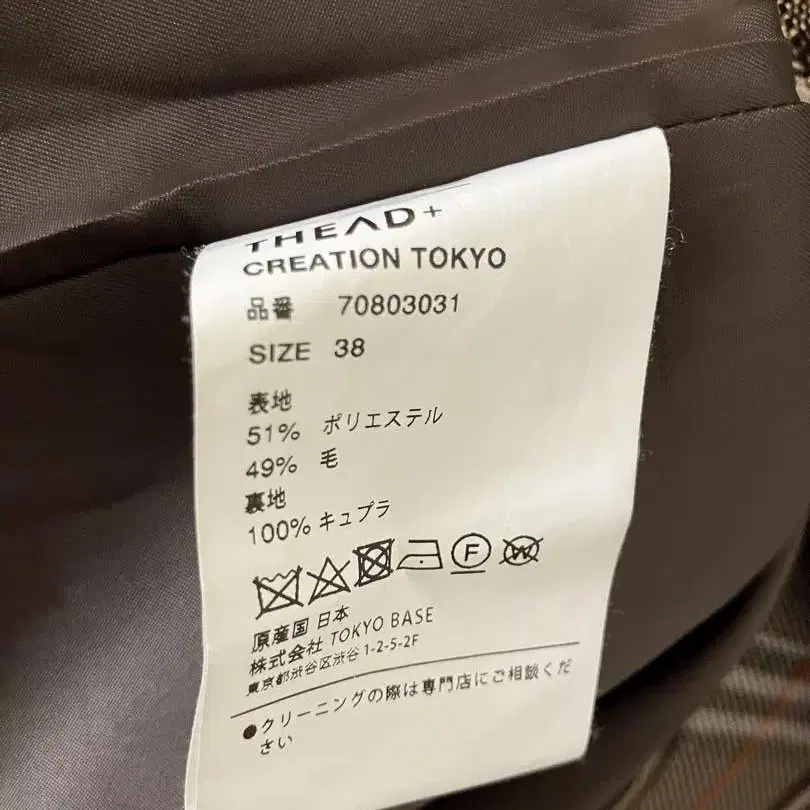 THEAD+
CREATION TOKYO
品番 70803031
SIZE 38
表地
51% ポリエステル
49% 毛
裏地
100% キュプラ
F W
原産国 日本
株式会社 TOKYO BASE
東京都渋谷区渋谷 1-2-5-2F
●クリーニングの際は専門店にご相談くだ
さい